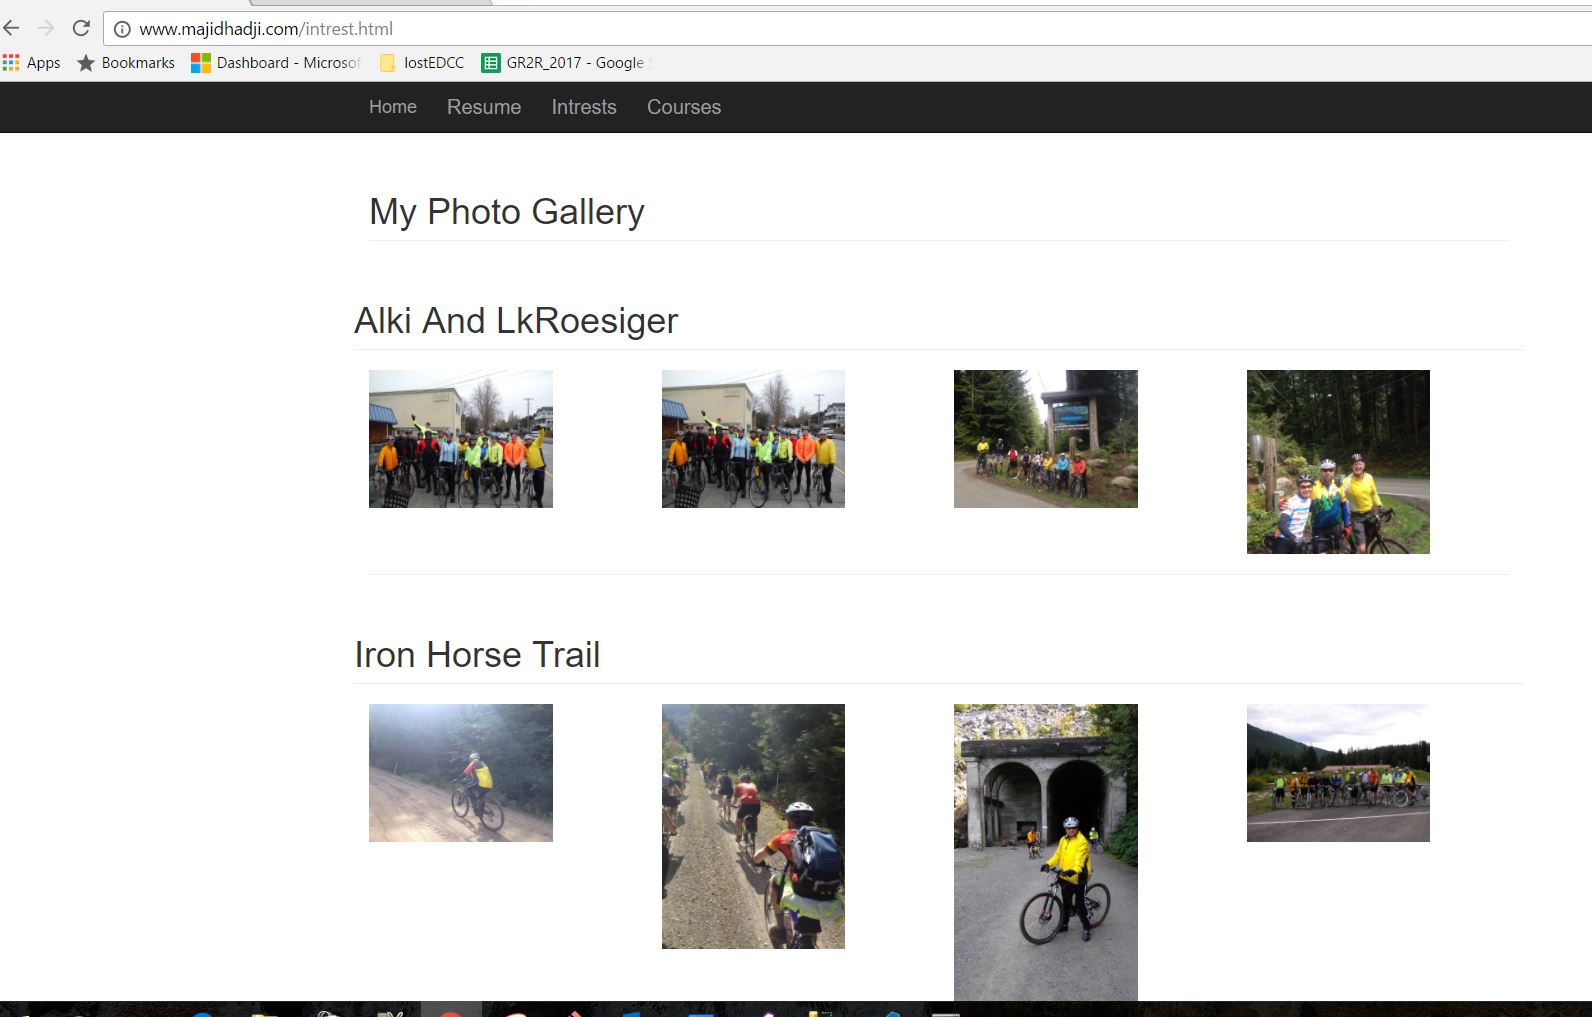 www.majidhadji.com/intrest.html
Apps Bookmarks Dashboard - Microsof lostEDCC GR2R_2017 - Google
Home Resume Intrests Courses
My Photo Gallery
Alki And LkRoesiger
Iron Horse Trail